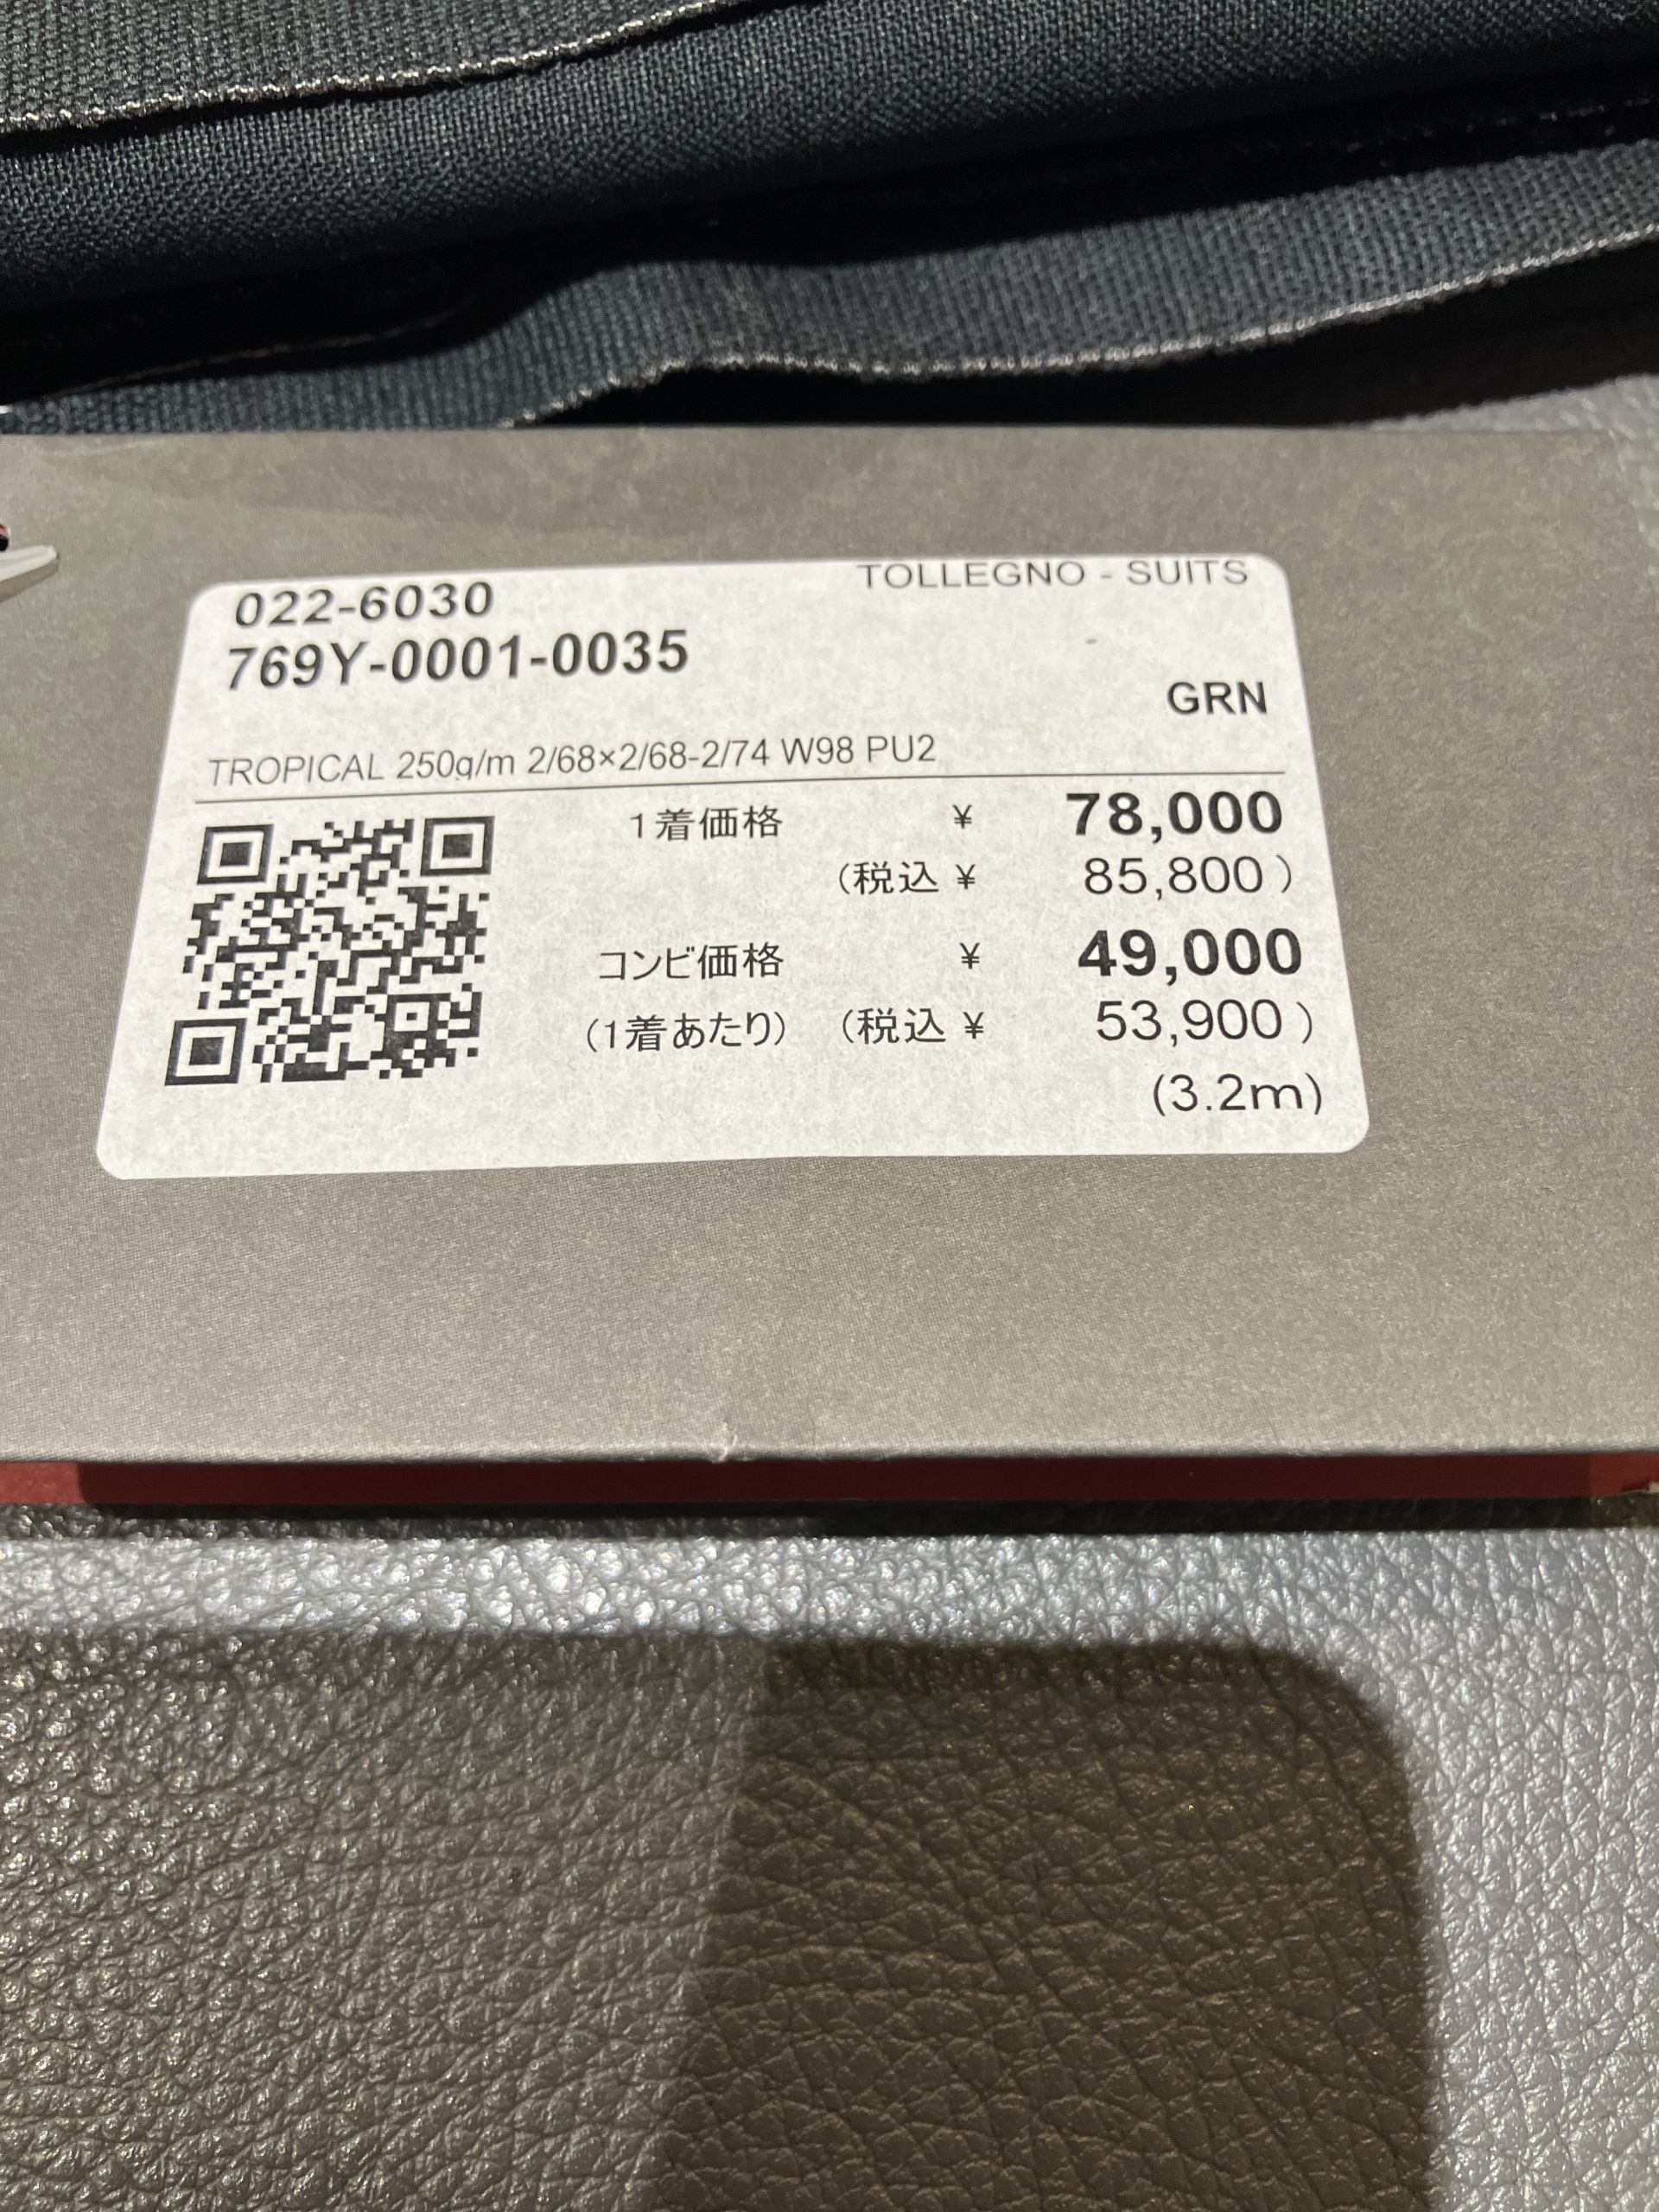 TOLLEGNO - SUITS
022-6030
769Y-0001-0035
GRN
TROPICAL 250g/m 2/68×2/68-2/74 W98 PU2
1着価格 ¥ 78,000
(税込 ¥ 85,800)
コンビ価格 ¥ 49,000
(1着あたり) (税込 ¥ 53,900)
(3.2m)